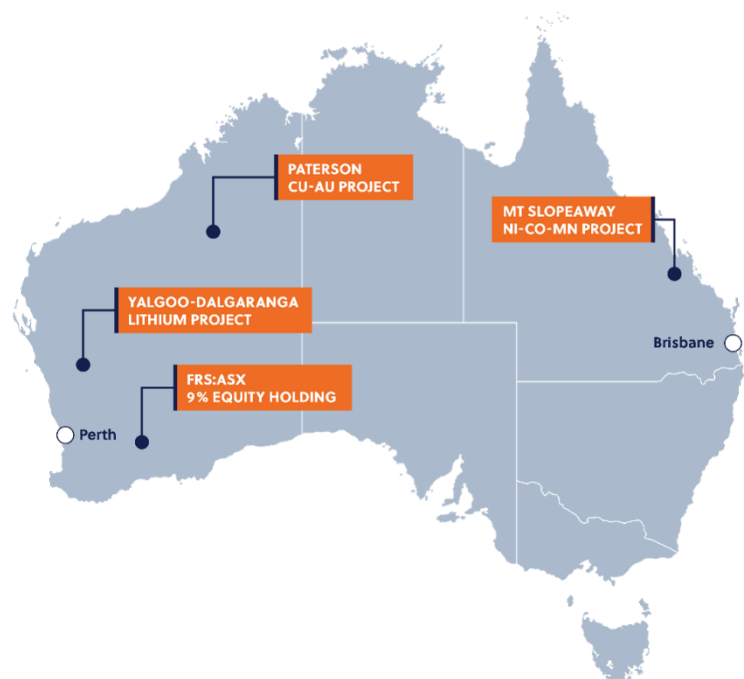 PATERSON
CU-AU PROJECT
MT SLOPEAWAY
NI-CO-MN PROJECT
YALGOO-DALGARANGA
LITHIUM PROJECT
Brisbane
FRS:ASX
9% EQUITY HOLDING
Perth